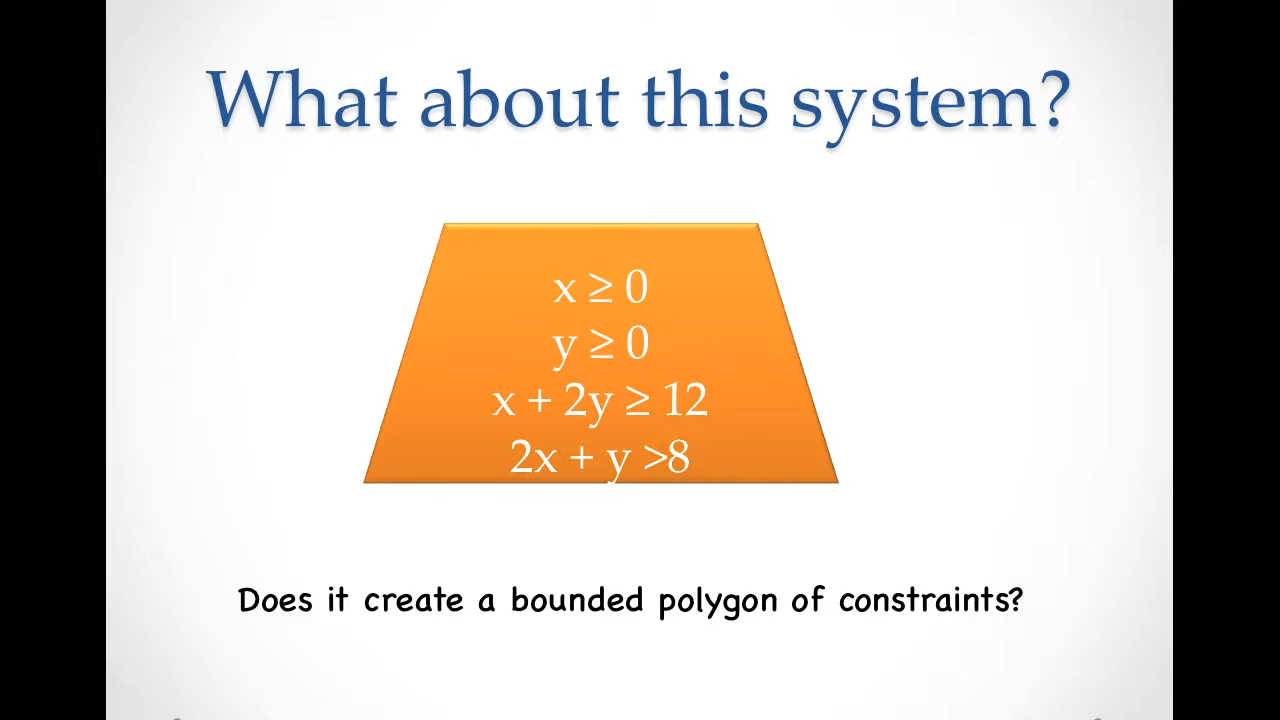 What about this system?
x ≥ 0
y ≥ 0
x + 2y ≥ 12
2x + y >8
Does it create a bounded polygon of constraints?